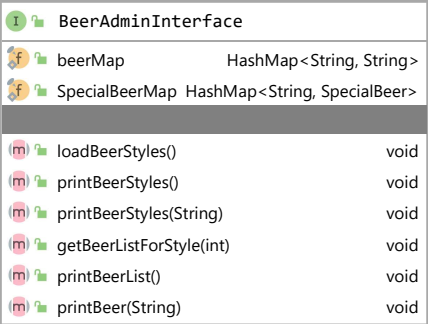 I BeerAdminInterface
f beerMap HashMap<String, String>
f SpecialBeerMap HashMap<String, SpecialBeer>
m loadBeerStyles() void
m printBeerStyles() void
m printBeerStyles(String) void
m getBeerListForStyle(int) void
m printBeerList() void
m printBeer(String) void